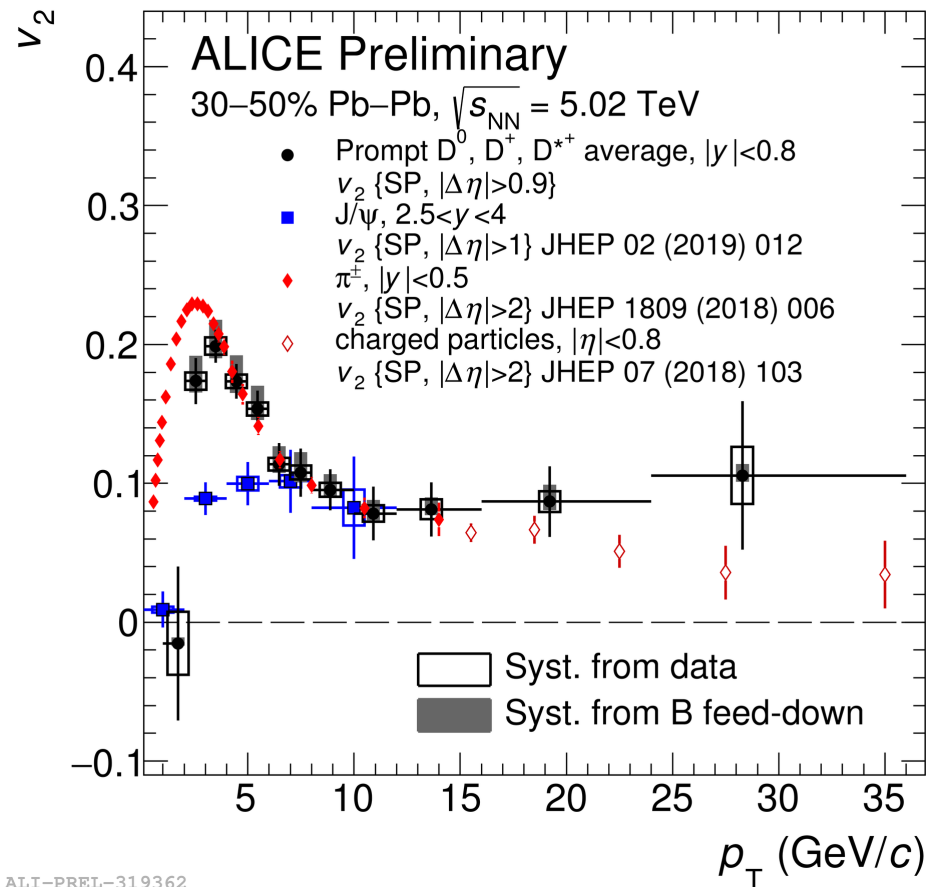 v₂
ALICE Preliminary
30–50% Pb–Pb, √sNN = 5.02 TeV
Prompt D⁰, D⁺, D*⁺ average, |y|<0.8
v₂ {SP, |Δη|>0.9}
J/ψ, 2.5<y<4
v₂ {SP, |Δη|>1} JHEP 02 (2019) 012
π±, |y|<0.5
v₂ {SP, |Δη|>2} JHEP 1809 (2018) 006
charged particles, |η|<0.8
v₂ {SP, |Δη|>2} JHEP 07 (2018) 103
0.4
0.3
0.2
0.1
0
−0.1
Syst. from data
Syst. from B feed-down
5 10 15 20 25 30 35
pT (GeV/c)
ALI−PREL−319362